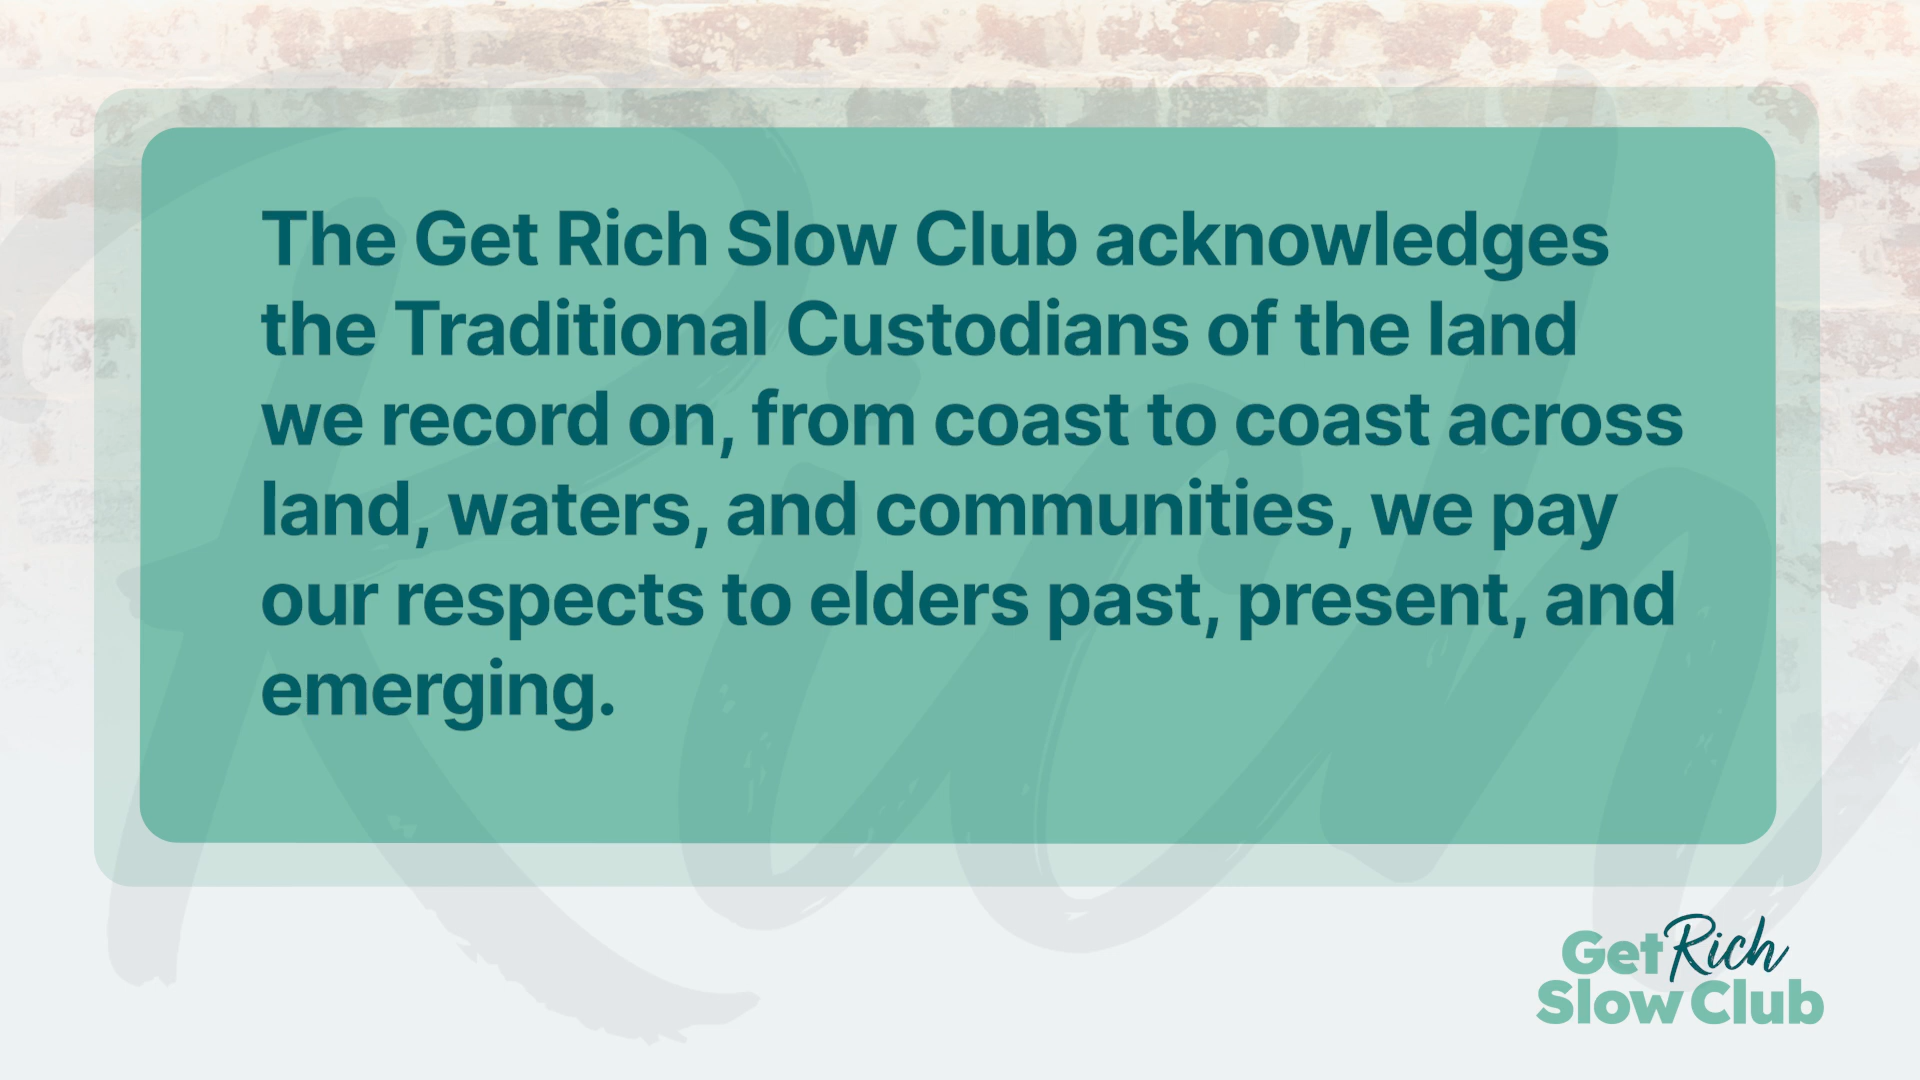 The Get Rich Slow Club acknowledges
the Traditional Custodians of the land
we record on, from coast to coast across
land, waters, and communities, we pay
our respects to elders past, present, and
emerging.
Get Rich
Slow Club
Rich